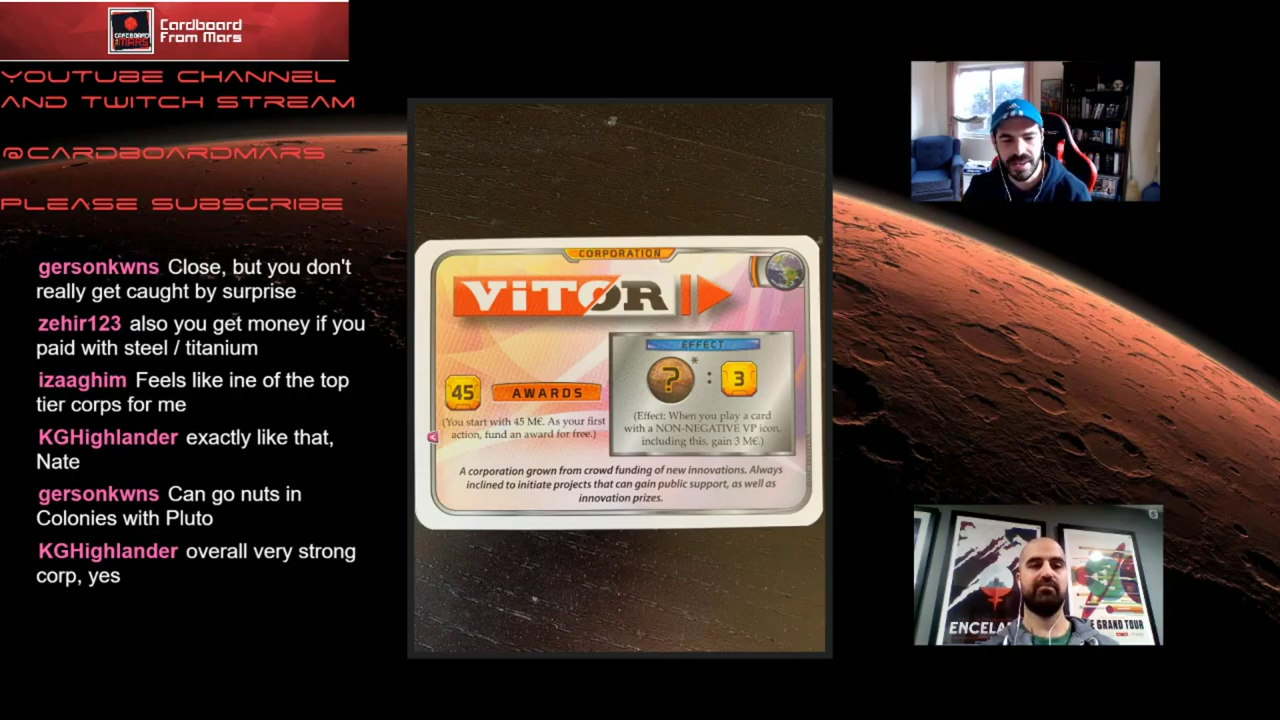 Cardboard
From Mars
YOUTUBE CHANNEL
AND TWITCH STREAM
@CARDBOARDMARS
PLEASE SUBSCRIBE
gersonkwns Close, but you don't
really get caught by surprise
zehir123 also you get money if you
paid with steel / titanium
izaaghim Feels like ine of the top
tier corps for me
KGHighlander exactly like that,
Nate
gersonkwns Can go nuts in
Colonies with Pluto
KGHighlander overall very strong
corp, yes
CORPORATION
ViTOR
EFFECT
? * : 3
45 AWARDS
(You start with 45 M€. As your first
action, fund an award for free.)
(Effect: When you play a card
with a NON-NEGATIVE VP icon,
including this, gain 3 M€.)
A corporation grown from crowd funding of new innovations. Always
inclined to initiate projects that can gain public support, as well as
innovation prizes.
ENCELA
E GRAND TOUR